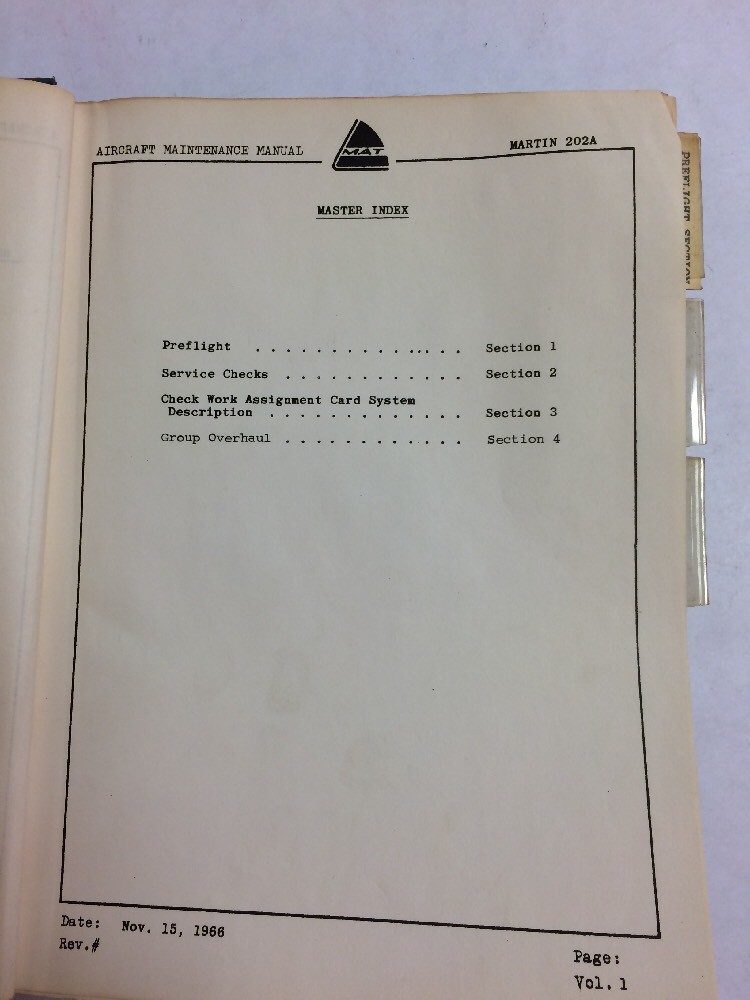 AIRCRAFT MAINTENANCE MANUAL
MAT
MARTIN 202A
MASTER INDEX
Preflight . . . . . . . . . . . ... . . . Section 1
Service Checks . . . . . . . . . . . . Section 2
Check Work Assignment Card System
Description . . . . . . . . . . . . . Section 3
Group Overhaul . . . . . . . . . . . . Section 4
Date: Nov. 15, 1966
Rev.#
Page:
Vol. 1
PREFLIGHT SECTION